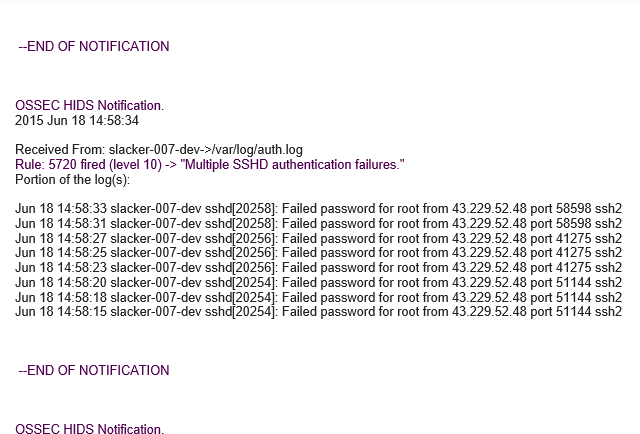 --END OF NOTIFICATION
OSSEC HIDS Notification.
2015 Jun 18 14:58:34
Received From: slacker-007-dev->/var/log/auth.log
Rule: 5720 fired (level 10) -> "Multiple SSHD authentication failures."
Portion of the log(s):
Jun 18 14:58:33 slacker-007-dev sshd[20258]: Failed password for root from 43.229.52.48 port 58598 ssh2
Jun 18 14:58:31 slacker-007-dev sshd[20258]: Failed password for root from 43.229.52.48 port 58598 ssh2
Jun 18 14:58:27 slacker-007-dev sshd[20256]: Failed password for root from 43.229.52.48 port 41275 ssh2
Jun 18 14:58:25 slacker-007-dev sshd[20256]: Failed password for root from 43.229.52.48 port 41275 ssh2
Jun 18 14:58:23 slacker-007-dev sshd[20256]: Failed password for root from 43.229.52.48 port 41275 ssh2
Jun 18 14:58:20 slacker-007-dev sshd[20254]: Failed password for root from 43.229.52.48 port 51144 ssh2
Jun 18 14:58:18 slacker-007-dev sshd[20254]: Failed password for root from 43.229.52.48 port 51144 ssh2
Jun 18 14:58:15 slacker-007-dev sshd[20254]: Failed password for root from 43.229.52.48 port 51144 ssh2
--END OF NOTIFICATION
OSSEC HIDS Notification.